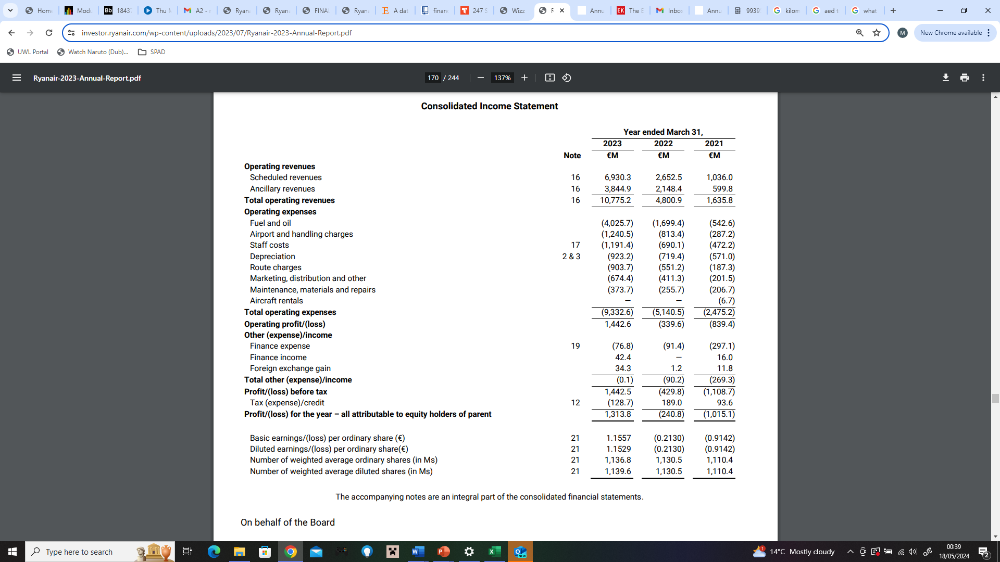 Home Modu Bb 1843 Thu M A2 - r Ryana Ryana FINAL Ryana A dat financ 247 S Wizz F Annu EK The E Inbox Annu 9939 kilom aed t what
investor.ryanair.com/wp-content/uploads/2023/07/Ryanair-2023-Annual-Report.pdf M New Chrome available
UWL Portal Watch Naruto (Dub)... SPAD
Ryanair-2023-Annual-Report.pdf 170 / 244 137%
Consolidated Income Statement
Year ended March 31,
2023 2022 2021
Note €M €M €M
Operating revenues
Scheduled revenues 16 6,930.3 2,652.5 1,036.0
Ancillary revenues 16 3,844.9 2,148.4 599.8
Total operating revenues 16 10,775.2 4,800.9 1,635.8
Operating expenses
Fuel and oil (4,025.7) (1,699.4) (542.6)
Airport and handling charges (1,240.5) (813.4) (287.2)
Staff costs 17 (1,191.4) (690.1) (472.2)
Depreciation 2 & 3 (923.2) (719.4) (571.0)
Route charges (903.7) (551.2) (187.3)
Marketing, distribution and other (674.4) (411.3) (201.5)
Maintenance, materials and repairs (373.7) (255.7) (206.7)
Aircraft rentals — — (6.7)
Total operating expenses (9,332.6) (5,140.5) (2,475.2)
Operating profit/(loss) 1,442.6 (339.6) (839.4)
Other (expense)/income
Finance expense 19 (76.8) (91.4) (297.1)
Finance income 42.4 — 16.0
Foreign exchange gain 34.3 1.2 11.8
Total other (expense)/income (0.1) (90.2) (269.3)
Profit/(loss) before tax 1,442.5 (429.8) (1,108.7)
Tax (expense)/credit 12 (128.7) 189.0 93.6
Profit/(loss) for the year – all attributable to equity holders of parent 1,313.8 (240.8) (1,015.1)
Basic earnings/(loss) per ordinary share (€) 21 1.1557 (0.2130) (0.9142)
Diluted earnings/(loss) per ordinary share(€) 21 1.1529 (0.2130) (0.9142)
Number of weighted average ordinary shares (in Ms) 21 1,136.8 1,130.5 1,110.4
Number of weighted average diluted shares (in Ms) 21 1,139.6 1,130.5 1,110.4
The accompanying notes are an integral part of the consolidated financial statements.
On behalf of the Board
Type here to search 14°C Mostly cloudy 00:39
18/05/2024